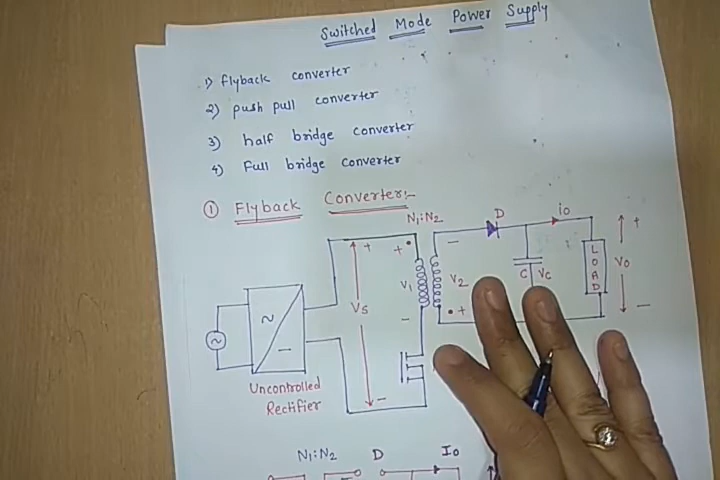 Switched Mode Power Supply
1) Flyback converter
2) push pull converter
3) half bridge converter
4) Full bridge converter
① Flyback Converter:-
N1:N2
D
io
+
+
+
-
V1
V2
C
Vc
LOAD
Vo
Vs
~
-
~
-
• +
-
-
Uncontrolled
Rectifier
N1:N2 D Io